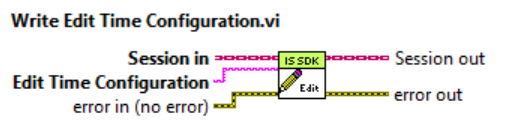 Write Edit Time Configuration.vi
Session in
IS SDK
Session out
Edit Time Configuration
Edit
error in (no error)
error out